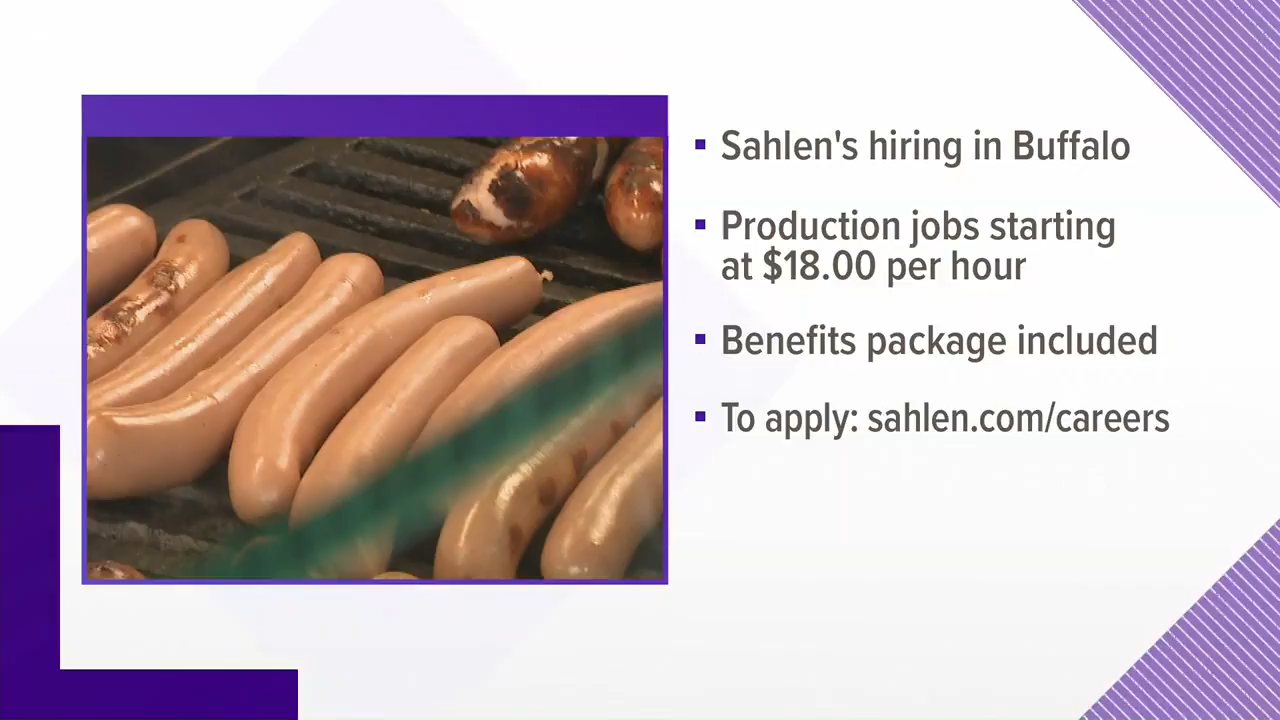 Sahlen's hiring in Buffalo
Production jobs starting
at $18.00 per hour
Benefits package included
To apply: sahlen.com/careers